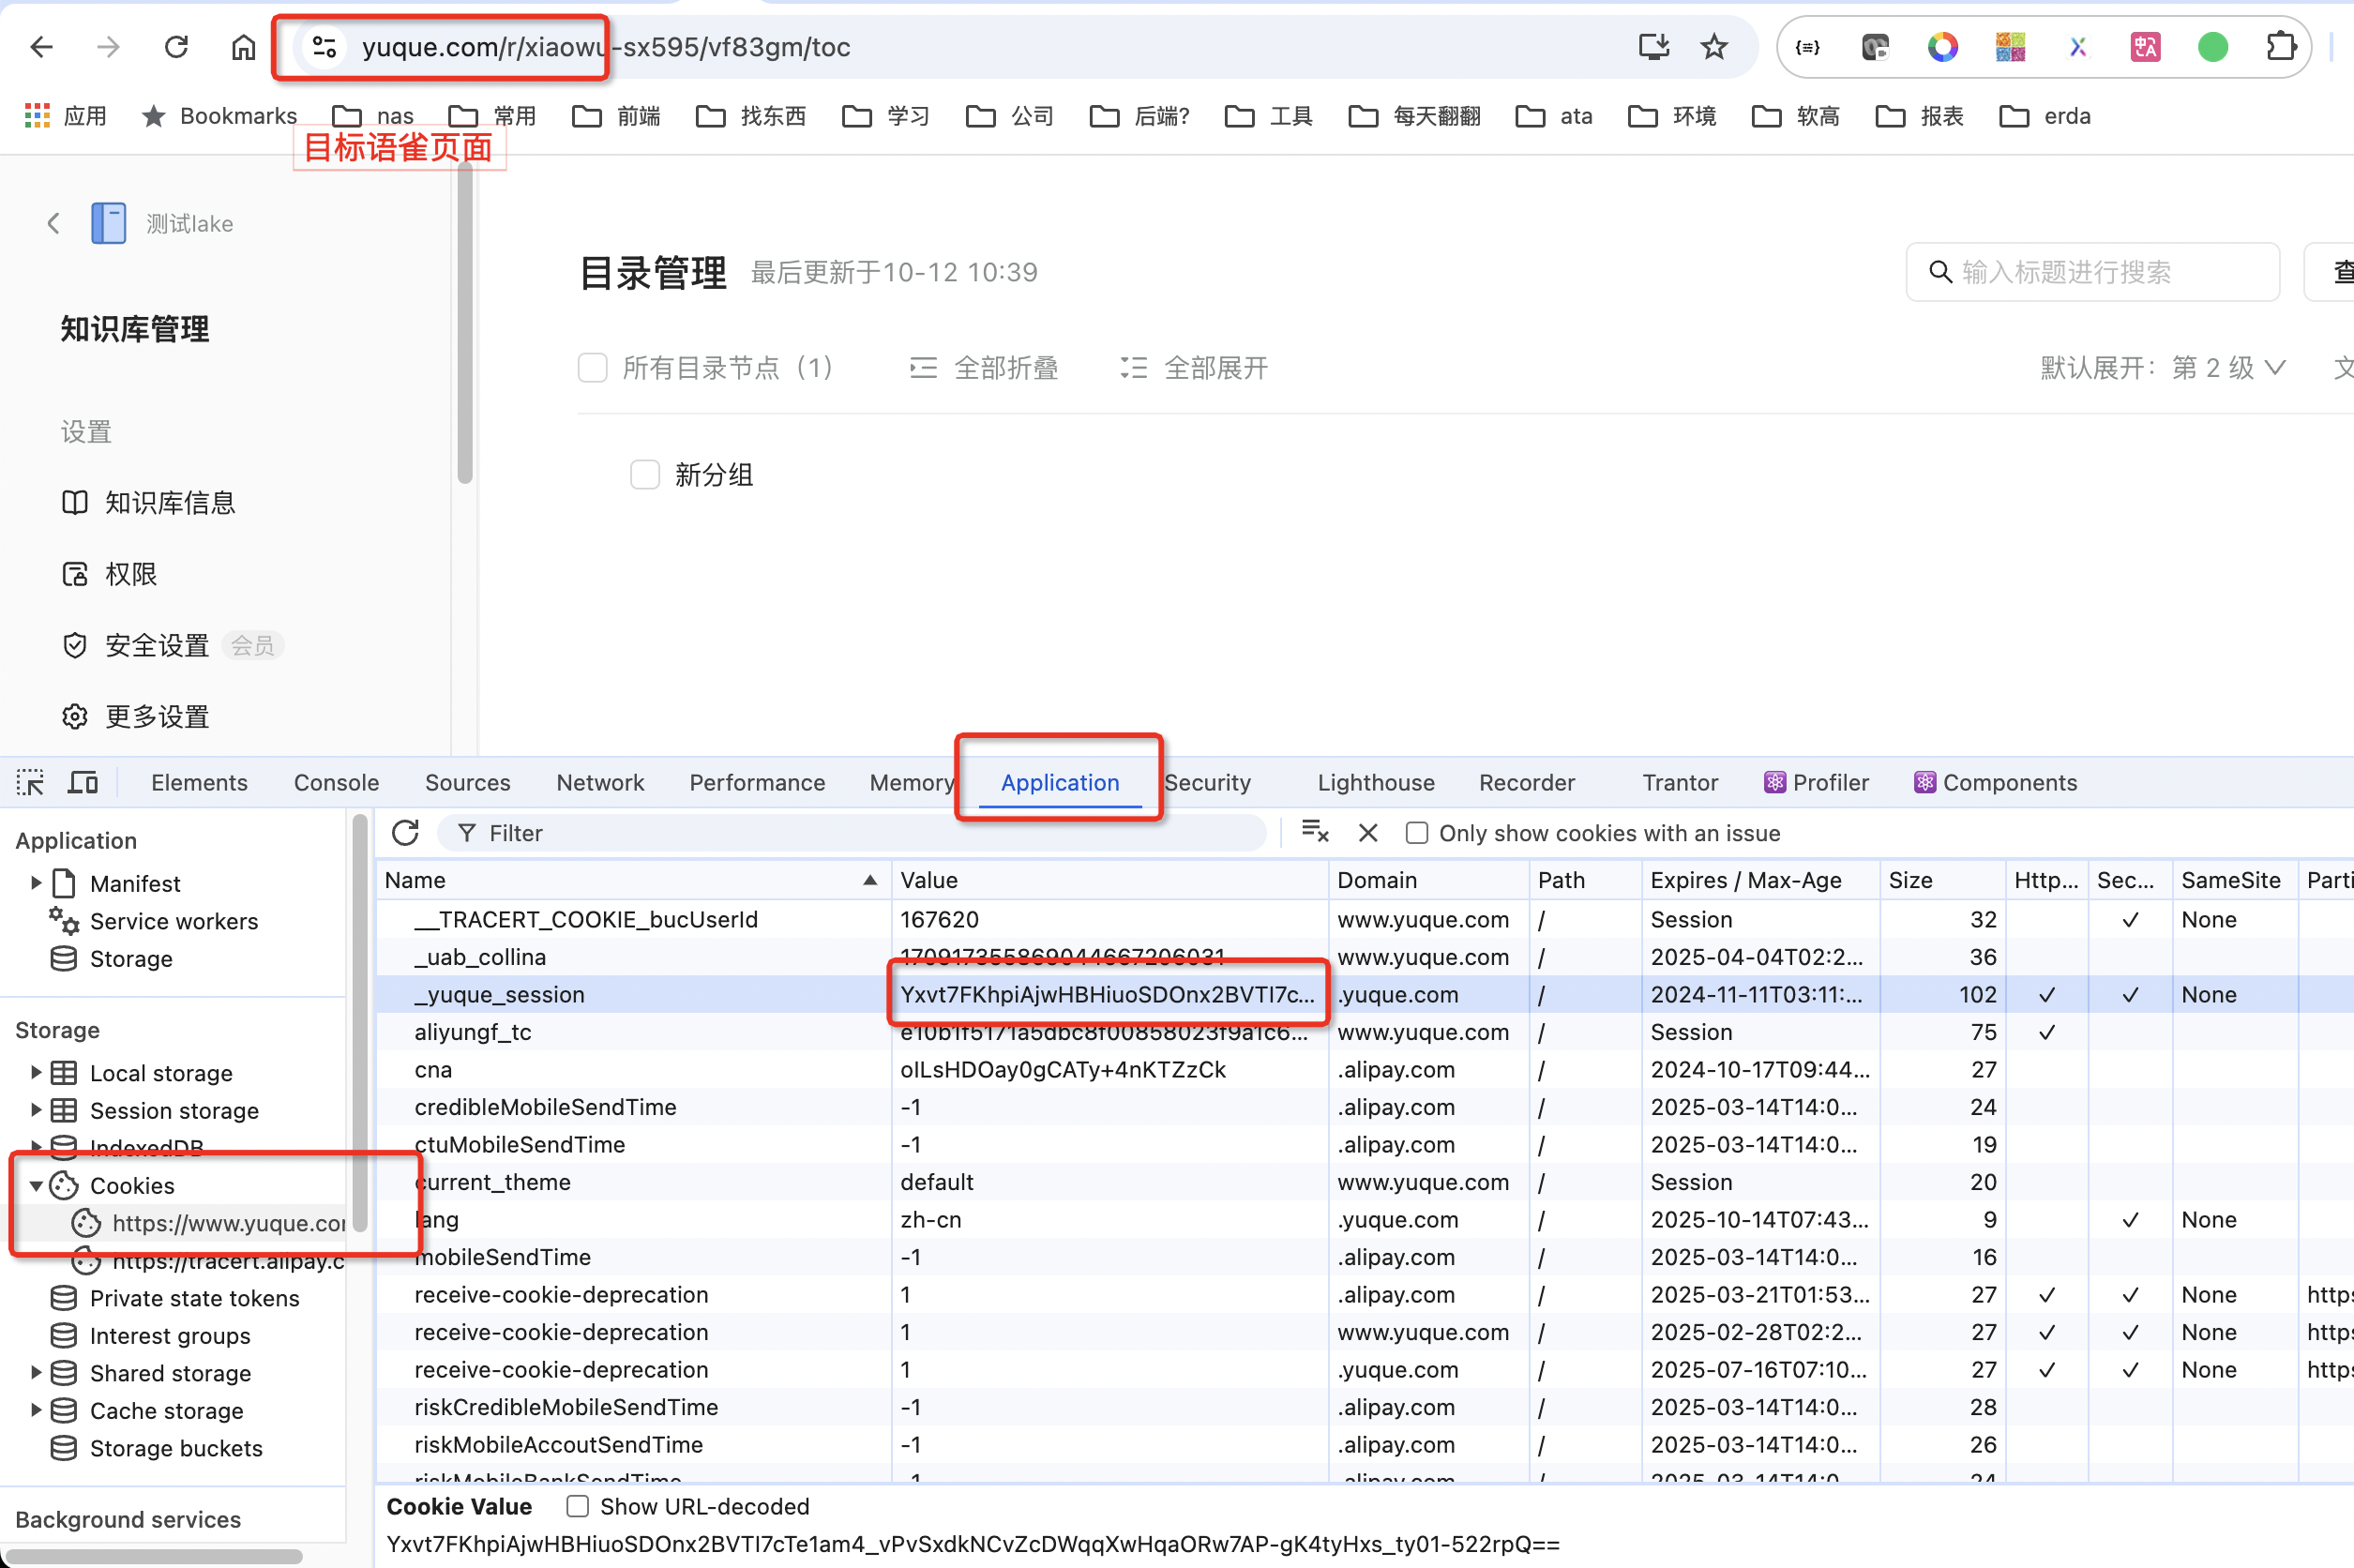 yuque.com/r/xiaowu-sx595/vf83gm/toc
应用 Bookmarks nas 常用 前端 找东西 学习 公司 后端? 工具 每天翻翻 ata 环境 软高 报表 erda
目标语雀页面
测试lake
目录管理 最后更新于10-12 10:39
输入标题进行搜索
查
知识库管理
所有目录节点（1） 全部折叠 全部展开 默认展开：第 2 级 文
设置
新分组
知识库信息
权限
安全设置 会员
更多设置
Elements Console Sources Network Performance Memory Application Security Lighthouse Recorder Trantor Profiler Components
Application
Manifest
Service workers
Storage
Storage
Local storage
Session storage
IndexedDB
Cookies
https://www.yuque.co
https://tracert.alipay.c
Private state tokens
Interest groups
Shared storage
Cache storage
Storage buckets
Background services
Filter Only show cookies with an issue
Name Value Domain Path Expires / Max-Age Size Http... Sec... SameSite Parti
__TRACERT_COOKIE_bucUserId 167620 www.yuque.com / Session 32 ✓ None
_uab_collina 170917355869044667206031 www.yuque.com / 2025-04-04T02:2... 36
_yuque_session Yxvt7FKhpiAjwHBHiuoSDOnx2BVTI7c... .yuque.com / 2024-11-11T03:11:... 102 ✓ ✓ None
aliyungf_tc e10b1f5171a5dbc8f00858023f9a1c6... www.yuque.com / Session 75 ✓
cna oILsHDOay0gCATy+4nKTZzCk .alipay.com / 2024-10-17T09:44... 27
credibleMobileSendTime -1 .alipay.com / 2025-03-14T14:0... 24
ctuMobileSendTime -1 .alipay.com / 2025-03-14T14:0... 19
current_theme default www.yuque.com / Session 20
lang zh-cn .yuque.com / 2025-10-14T07:43... 9 ✓ None
mobileSendTime -1 .alipay.com / 2025-03-14T14:0... 16
receive-cookie-deprecation 1 .alipay.com / 2025-03-21T01:53... 27 ✓ ✓ None https
receive-cookie-deprecation 1 www.yuque.com / 2025-02-28T02:2... 27 ✓ ✓ None https
receive-cookie-deprecation 1 .yuque.com / 2025-07-16T07:10... 27 ✓ ✓ None https
riskCredibleMobileSendTime -1 .alipay.com / 2025-03-14T14:0... 28
riskMobileAccoutSendTime -1 .alipay.com / 2025-03-14T14:0... 26
riskMobileBankSendTime -1 .alipay.com / 2025-03-14T14:0 24
Cookie Value Show URL-decoded
Yxvt7FKhpiAjwHBHiuoSDOnx2BVTI7cTe1am4_vPvSxdkNCvZcDWqqXwHqaORw7AP-gK4tyHxs_ty01-522rpQ==